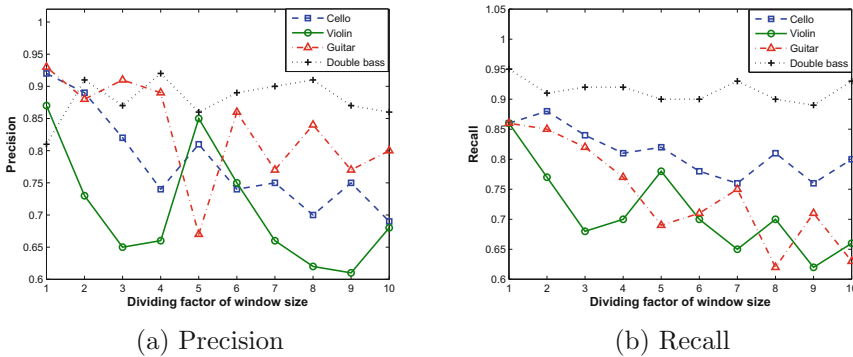 1
0.95
0.9
0.85
0.8
0.75
0.7
0.65
0.6
Precision
Cello
Violin
Guitar
Double bass
1 2 3 4 5 6 7 8 9 10
Dividing factor of window size
(a) Precision
1.05
1
0.95
0.9
0.85
0.8
0.75
0.7
0.65
0.6
Recall
Cello
Violin
Guitar
Double bass
1 2 3 4 5 6 7 8 9 10
Dividing factor of window size
(b) Recall